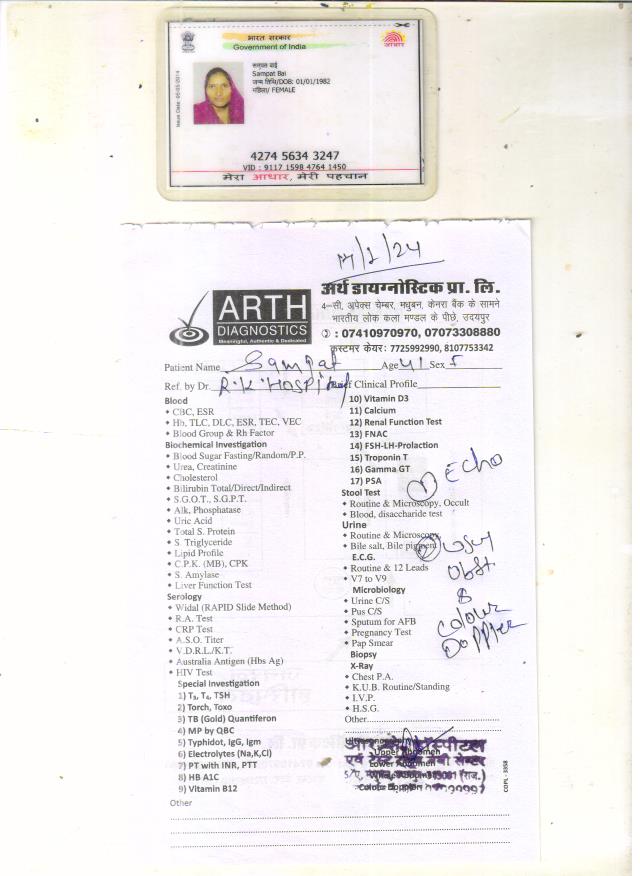 भारत सरकार
Government of India
आधार
Issue Date: 05/05/2014
सम्पत बाई
Sampat Bai
जन्म तिथि/DOB: 01/01/1982
महिला/ FEMALE
4274 5634 3247
VID : 9117 1598 4764 1450
मेरा आधार, मेरी पहचान
/1/24
ARTH
DIAGNOSTICS
Meaningful, Authentic & Dedicated
अर्थ डायग्नोस्टिक प्रा. लि.
4-सी, अपेक्स चेम्बर, मधुबन, केनरा बैंक के सामने
भारतीय लोक कला मण्डल के पीछे, उदयपुर
: 07410970970, 07073308880
कस्टमर केयर: 7725992990, 8107753342
Patient Name Sampat Age 41 Sex F
Ref. by Dr. R.K. HOSPital Brief Clinical Profile
Blood
• CBC, ESR
• Hb, TLC, DLC, ESR, TEC, VEC
• Blood Group & Rh Factor
Biochemical Investigation
• Blood Sugar Fasting/Random/P.P.
• Urea, Creatinine
• Cholesterol
• Bilirubin Total/Direct/Indirect
• S.G.O.T., S.G.P.T.
• Alk, Phosphatase
• Uric Acid
• Total S. Protein
• S. Triglyceride
• Lipid Profile
• C.P.K. (MB), CPK
• S. Amylase
• Liver Function Test
Serology
• Widal (RAPID Slide Method)
• R.A. Test
• CRP Test
• A.S.O. Titer
• V.D.R.L./K.T.
• Australia Antigen (Hbs Ag)
• HIV Test
Special Investigation
1) T₃, T₄, TSH
2) Torch, Toxo
3) TB (Gold) Quantiferon
4) MP by QBC
5) Typhidot, IgG, Igm
6) Electrolytes (Na,K,Cl)
7) PT with INR, PTT
8) HB A1C
9) Vitamin B12
10) Vitamin D3
11) Calcium
12) Renal Function Test
13) FNAC
14) FSH-LH-Prolaction
15) Troponin T
16) Gamma GT
17) PSA
① Echo
Stool Test
• Routine & Microscopy, Occult
• Blood, disaccharide test
Urine
• Routine & Microscopy
• Bile salt, Bile pigment
② USG
Obst.
&
Colour
Doppler
E.C.G.
• Routine & 12 Leads
• V7 to V9
Microbiology
• Urine C/S
• Pus C/S
• Sputum for AFB
• Pregnancy Test
• Pap Smear
Biopsy
X-Ray
• Chest P.A.
• K.U.B. Routine/Standing
• I.V.P.
• H.S.G.
Other
Upper Abdomen
Lower Abdomen
Colour Doppler
COPL - 3358
Other